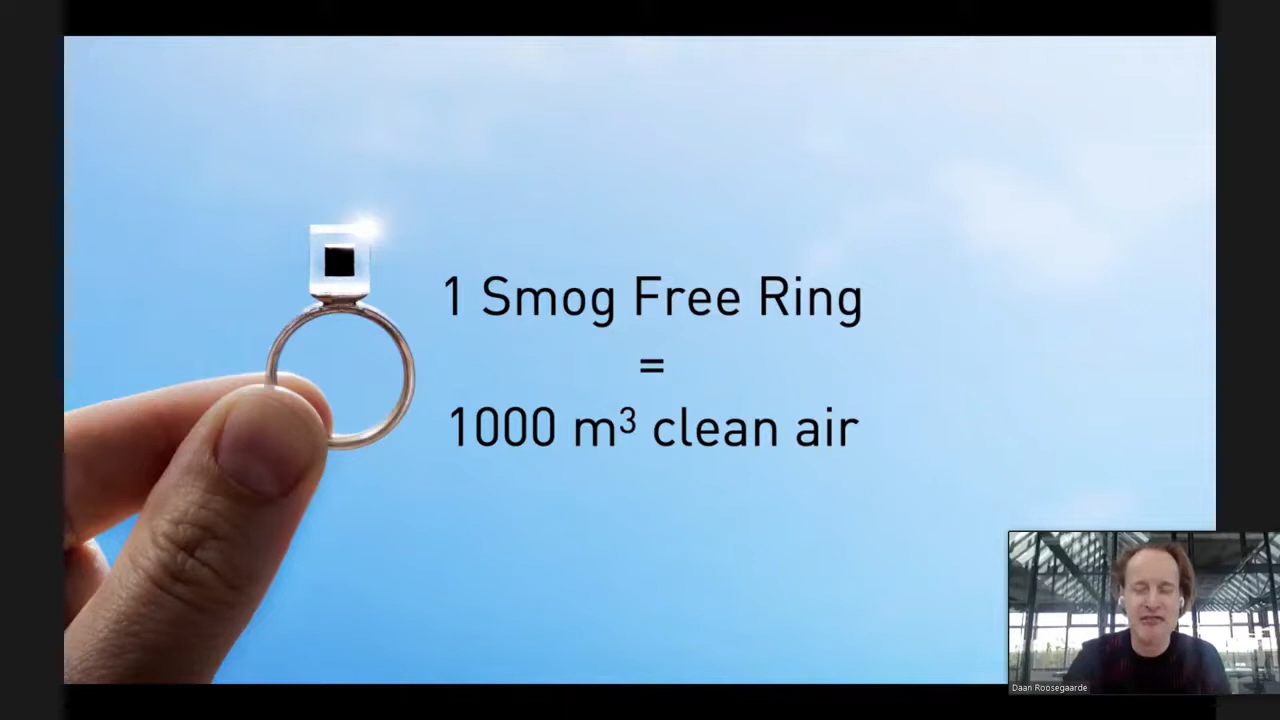 1 Smog Free Ring
=
1000 m³ clean air
Daan Roosegaarde